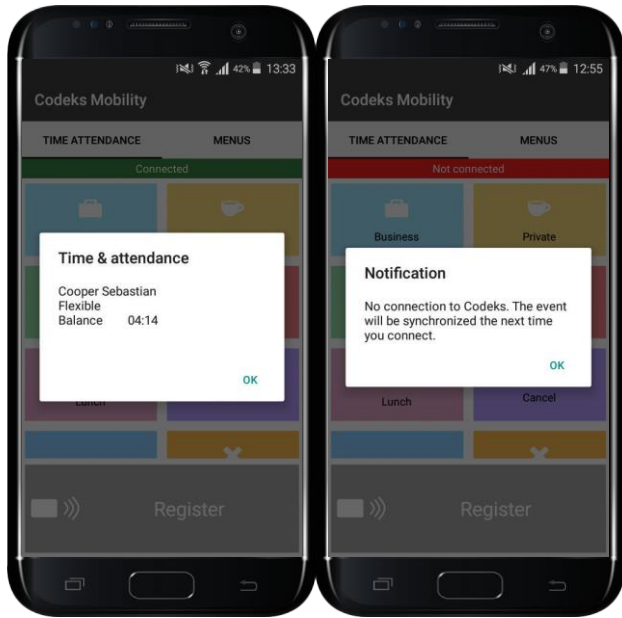 42% 13:33
Codeks Mobility
TIME ATTENDANCE MENUS
Connected
Time & attendance
Cooper Sebastian
Flexible
Balance 04:14
OK
Lunch
Register
47% 12:55
Codeks Mobility
TIME ATTENDANCE MENUS
Not connected
Business Private
Notification
No connection to Codeks. The event
will be synchronized the next time
you connect.
OK
Lunch Cancel
Register